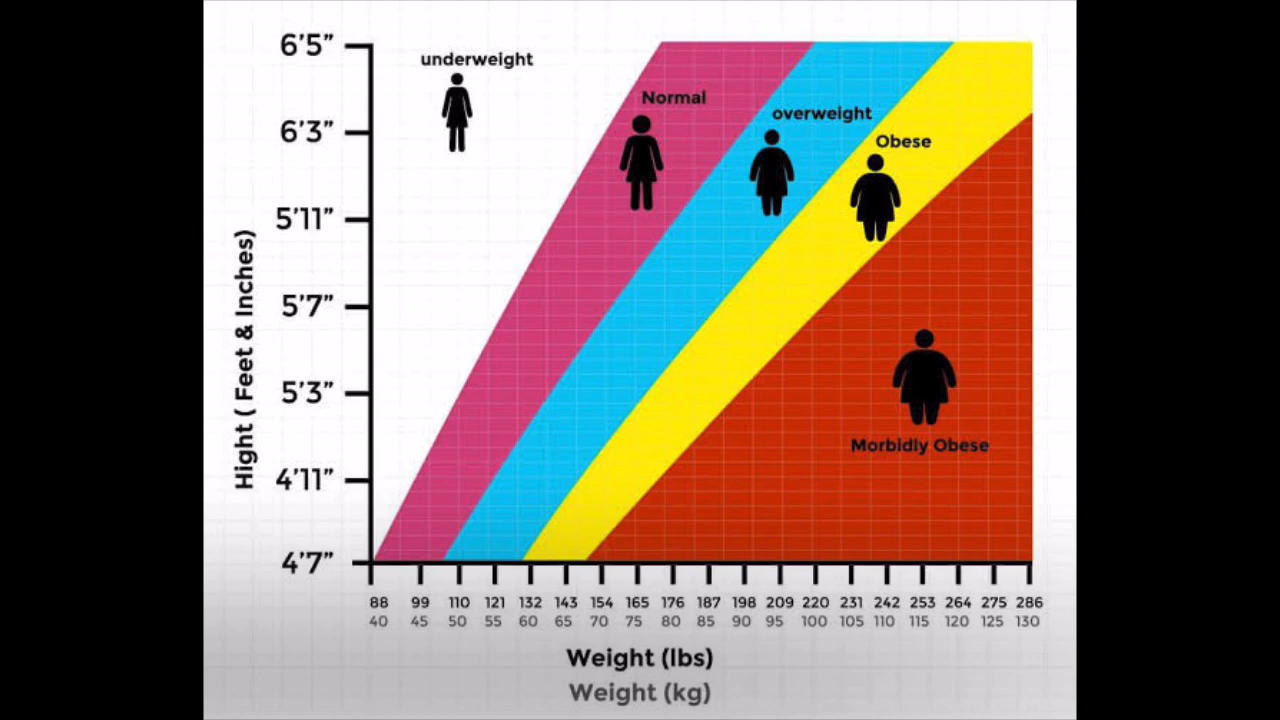 6'5"
underweight
Normal
overweight
6'3"
Obese
5'11"
5'7"
5'3"
Morbidly Obese
4'11"
4'7"
Hight ( Feet & Inches)
88 99 110 121 132 143 154 165 176 187 198 209 220 231 242 253 264 275 286
40 45 50 55 60 65 70 75 80 85 90 95 100 105 110 115 120 125 130
Weight (lbs)
Weight (kg)